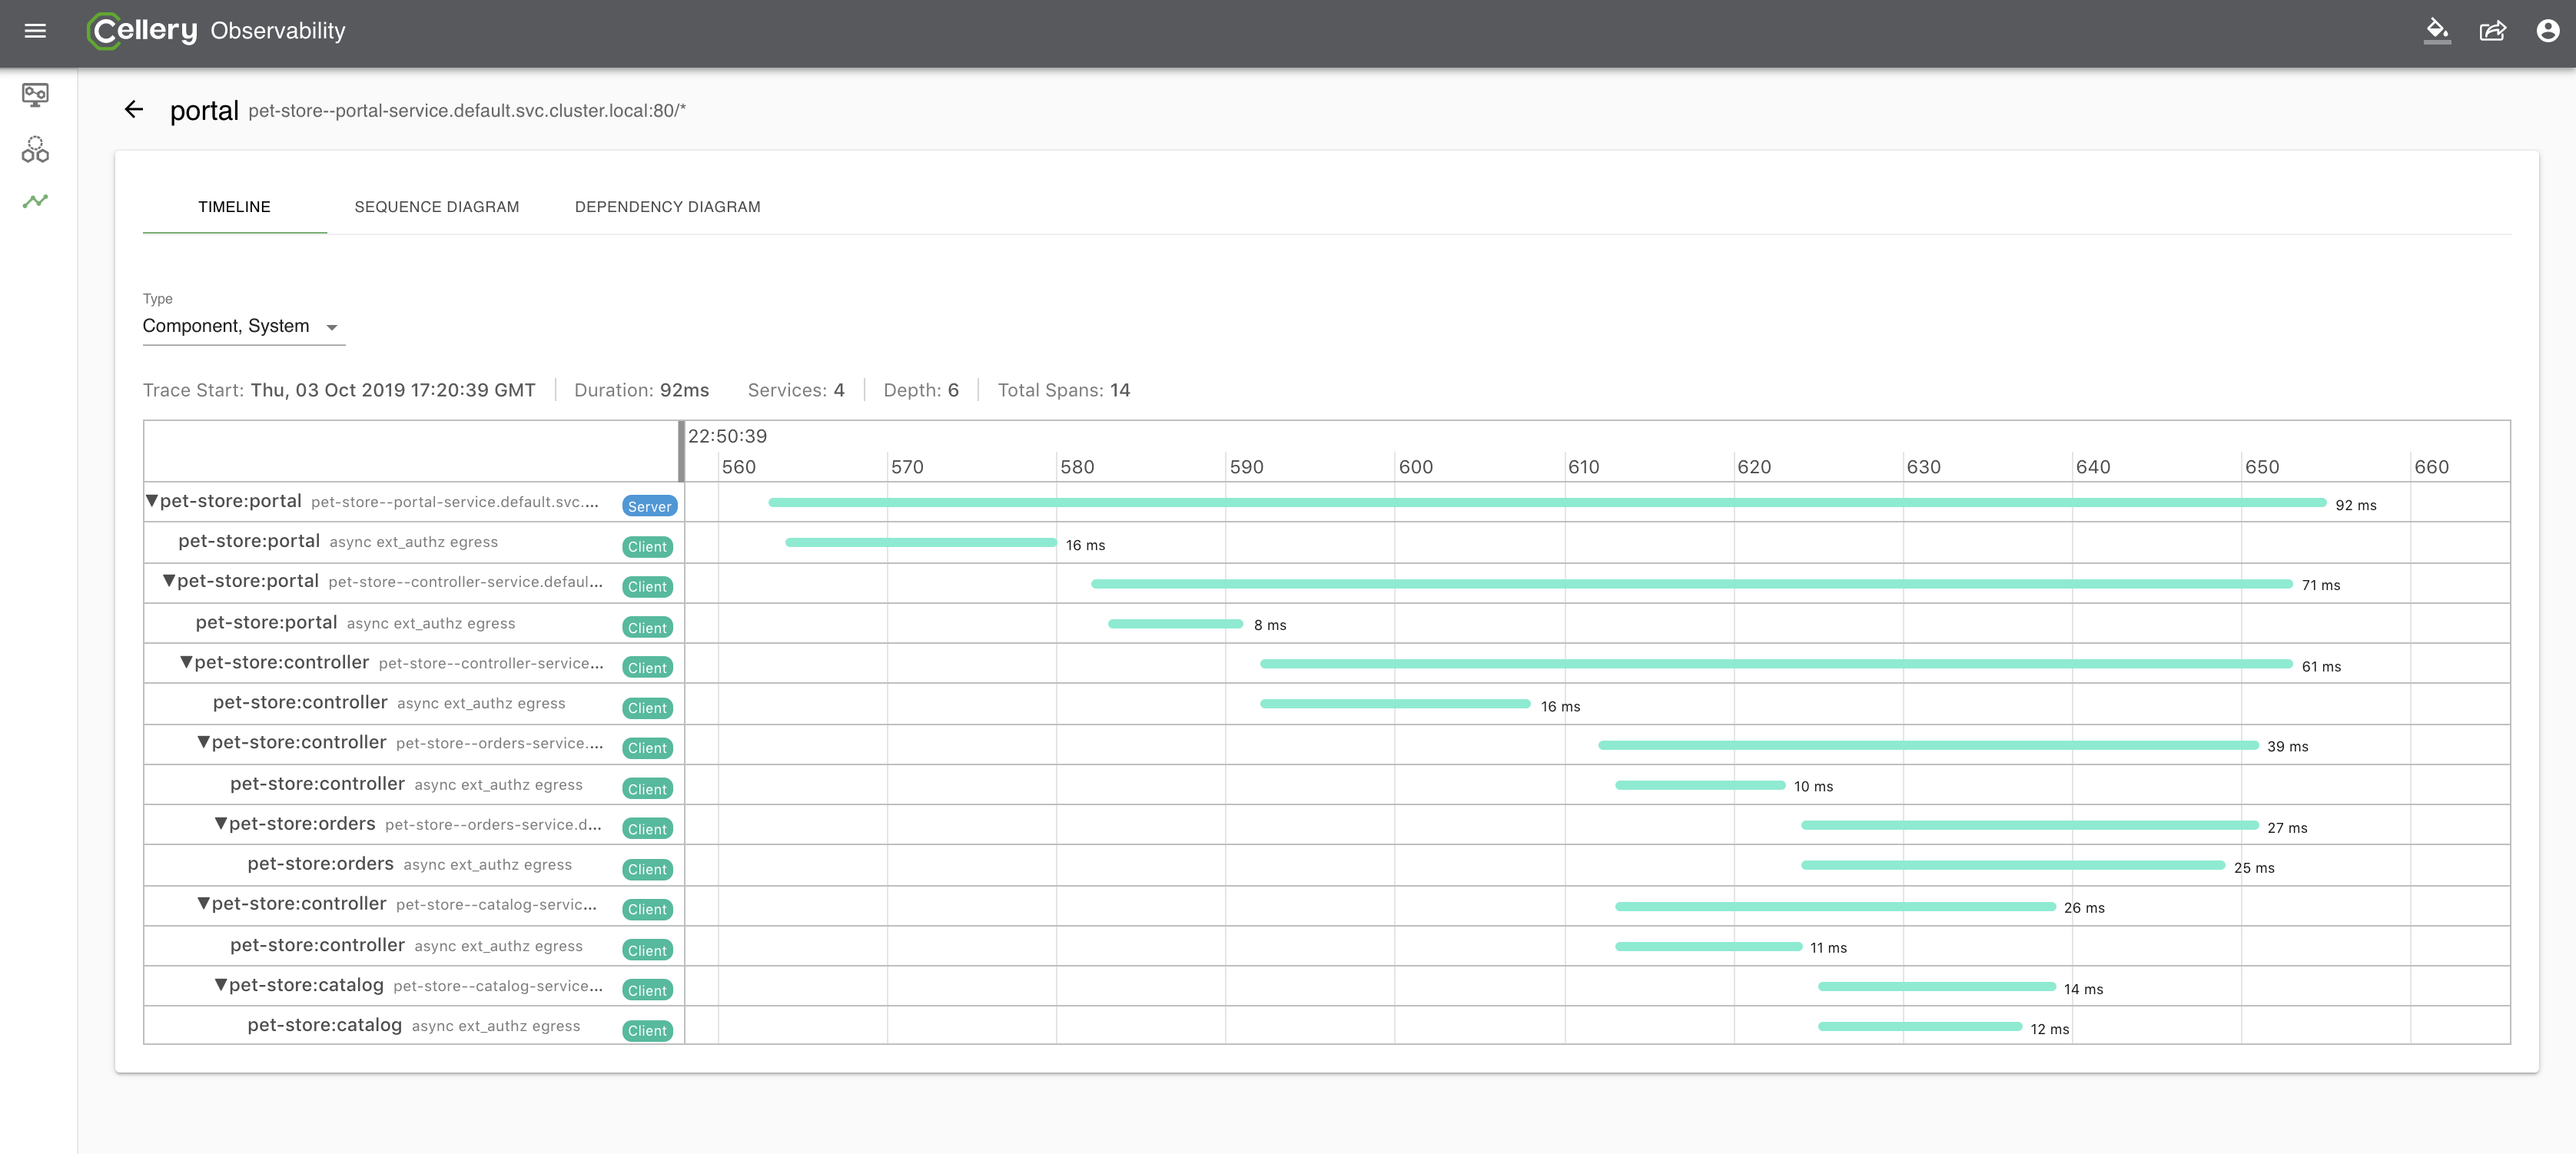 Cellery Observability
portal pet-store--portal-service.default.svc.cluster.local:80/*
TIMELINE SEQUENCE DIAGRAM DEPENDENCY DIAGRAM
Type
Component, System
Trace Start: Thu, 03 Oct 2019 17:20:39 GMT Duration: 92ms Services: 4 Depth: 6 Total Spans: 14
22:50:39
560 570 580 590 600 610 620 630 640 650 660
▼pet-store:portal pet-store--portal-service.default.svc.... Server 92 ms
pet-store:portal async ext_authz egress Client 16 ms
▼pet-store:portal pet-store--controller-service.defaul... Client 71 ms
pet-store:portal async ext_authz egress Client 8 ms
▼pet-store:controller pet-store--controller-service... Client 61 ms
pet-store:controller async ext_authz egress Client 16 ms
▼pet-store:controller pet-store--orders-service.... Client 39 ms
pet-store:controller async ext_authz egress Client 10 ms
▼pet-store:orders pet-store--orders-service.d... Client 27 ms
pet-store:orders async ext_authz egress Client 25 ms
▼pet-store:controller pet-store--catalog-servic... Client 26 ms
pet-store:controller async ext_authz egress Client 11 ms
▼pet-store:catalog pet-store--catalog-service... Client 14 ms
pet-store:catalog async ext_authz egress Client 12 ms